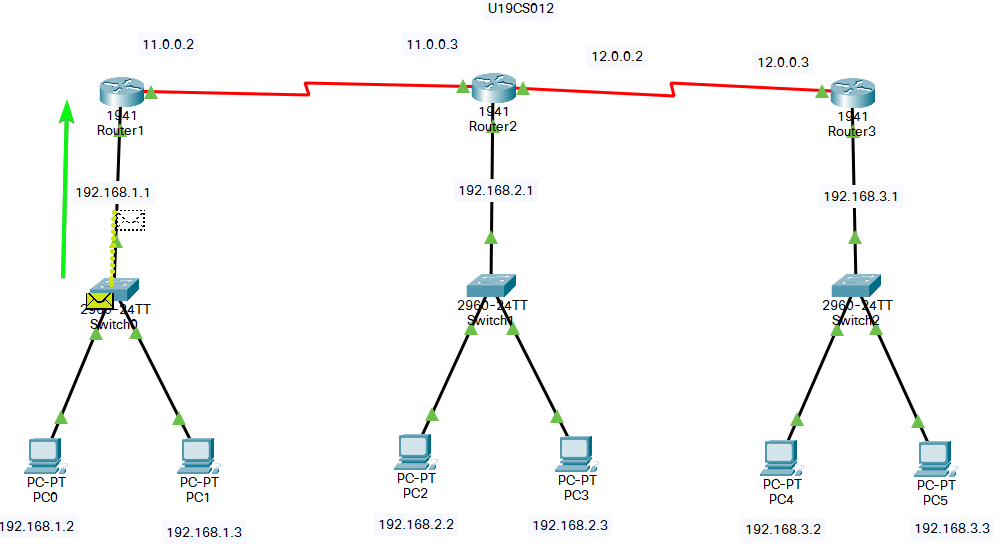 U19CS012
11.0.0.2
11.0.0.3
12.0.0.2
12.0.0.3
1941
Router1
1941
Router2
1941
Router3
192.168.1.1
192.168.2.1
192.168.3.1
2960-24TT
Switch0
2960-24TT
Switch1
2960-24TT
Switch2
PC-PT
PC0
PC-PT
PC1
PC-PT
PC2
PC-PT
PC3
PC-PT
PC4
PC-PT
PC5
192.168.1.2
192.168.1.3
192.168.2.2
192.168.2.3
192.168.3.2
192.168.3.3